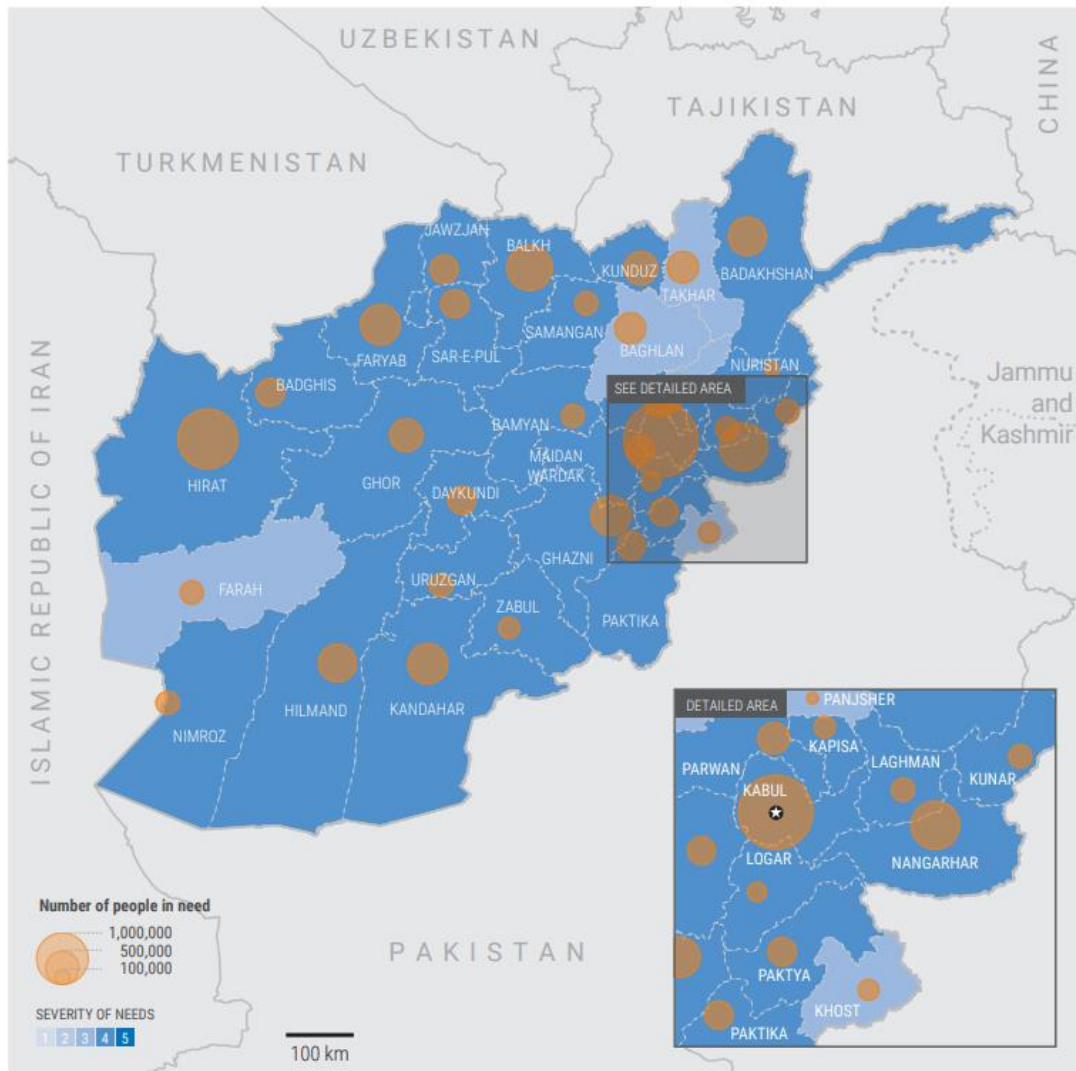 UZBEKISTAN
CHINA
TAJIKISTAN
TURKMENISTAN
JAWZJAN
BALKH
KUNDUZ
BADAKHSHAN
TAKHAR
SAMANGAN
FARYAB
SAR-E-PUL
BAGHLAN
NURISTAN
BADGHIS
SEE DETAILED AREA
Jammu
and
Kashmir
ISLAMIC REPUBLIC OF IRAN
BAMYAN
MAIDAN
WARDAK
HIRAT
GHOR
DAYKUNDI
GHAZNI
FARAH
URUZGAN
ZABUL
PAKTIKA
HILMAND
KANDAHAR
NIMROZ
DETAILED AREA
PANJSHER
KAPISA
LAGHMAN
KUNAR
PARWAN
KABUL
LOGAR
NANGARHAR
PAKTYA
KHOST
PAKTIKA
PAKISTAN
Number of people in need
1,000,000
500,000
100,000
SEVERITY OF NEEDS
1 2 3 4 5
100 km